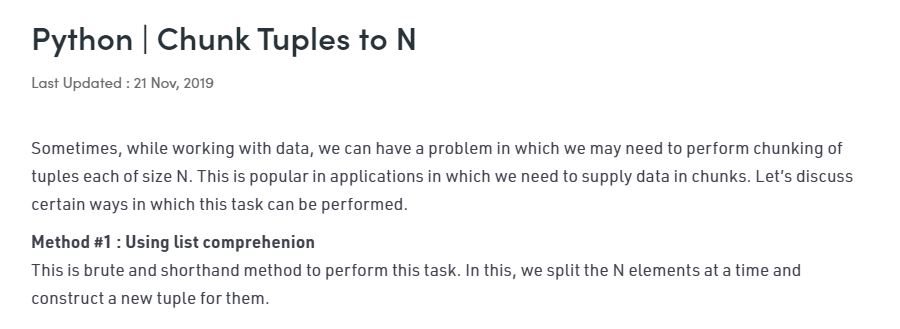 Python | Chunk Tuples to N
Last Updated : 21 Nov, 2019
Sometimes, while working with data, we can have a problem in which we may need to perform chunking of
tuples each of size N. This is popular in applications in which we need to supply data in chunks. Let's discuss
certain ways in which this task can be performed.
Method #1 : Using list comprehenion
This is brute and shorthand method to perform this task. In this, we split the N elements at a time and
construct a new tuple for them.